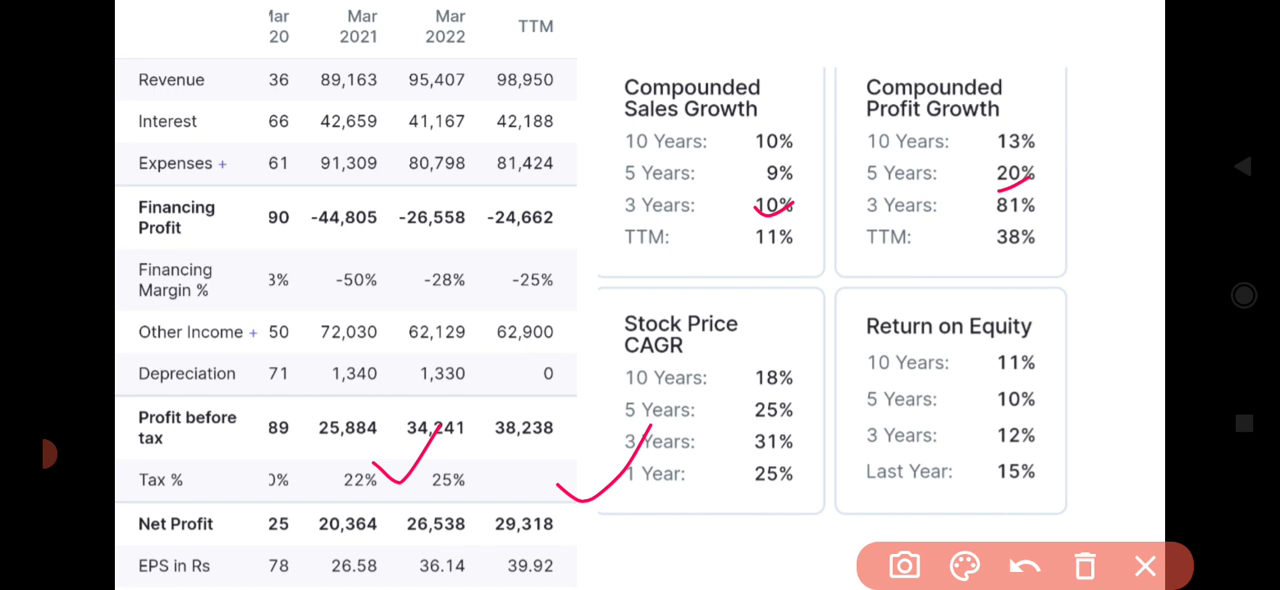 Mar Mar TTM
20 2021 2022
Revenue 36 89,163 95,407 98,950
Interest 66 42,659 41,167 42,188
Expenses + 61 91,309 80,798 81,424
Financing Profit 90 -44,805 -26,558 -24,662
Financing Margin % 3% -50% -28% -25%
Other Income + 50 72,030 62,129 62,900
Depreciation 71 1,340 1,330 0
Profit before tax 89 25,884 34,241 38,238
Tax % 0% 22% 25%
Net Profit 25 20,364 26,538 29,318
EPS in Rs 78 26.58 36.14 39.92
Compounded
Sales Growth
10 Years: 10%
5 Years: 9%
3 Years: 10%
TTM: 11%
Compounded
Profit Growth
10 Years: 13%
5 Years: 20%
3 Years: 81%
TTM: 38%
Stock Price
CAGR
10 Years: 18%
5 Years: 25%
3 Years: 31%
1 Year: 25%
Return on Equity
10 Years: 11%
5 Years: 10%
3 Years: 12%
Last Year: 15%